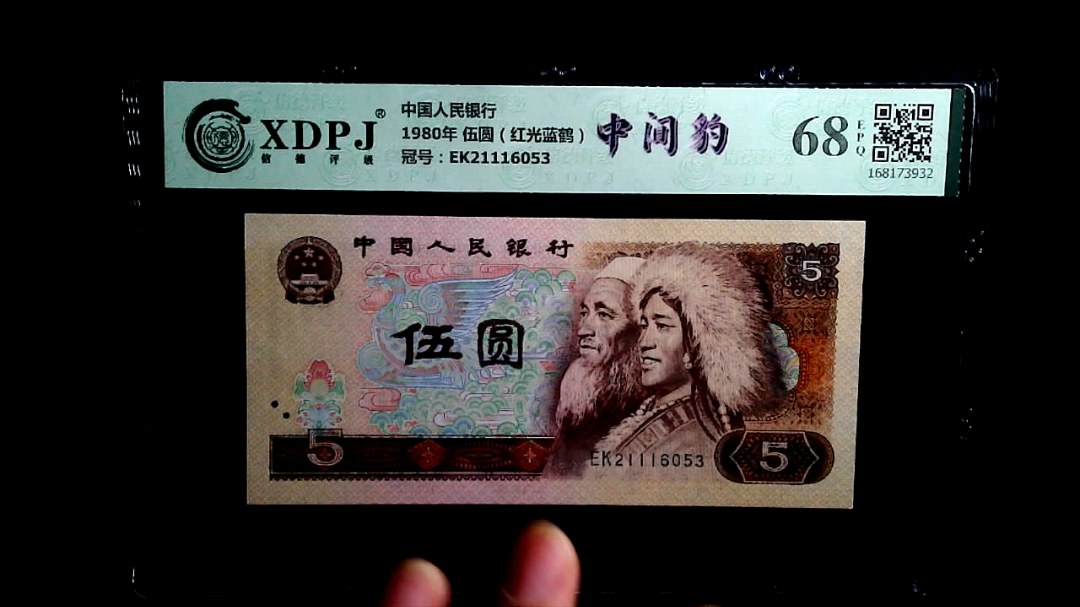 XDPJ®
信德评级
中国人民银行
1980年 伍圆（红光蓝鹤）
冠号：EK21116053
中间豹
68
EPQ
168173932
中国人民银行
5
伍圆
5
EK21116053
5